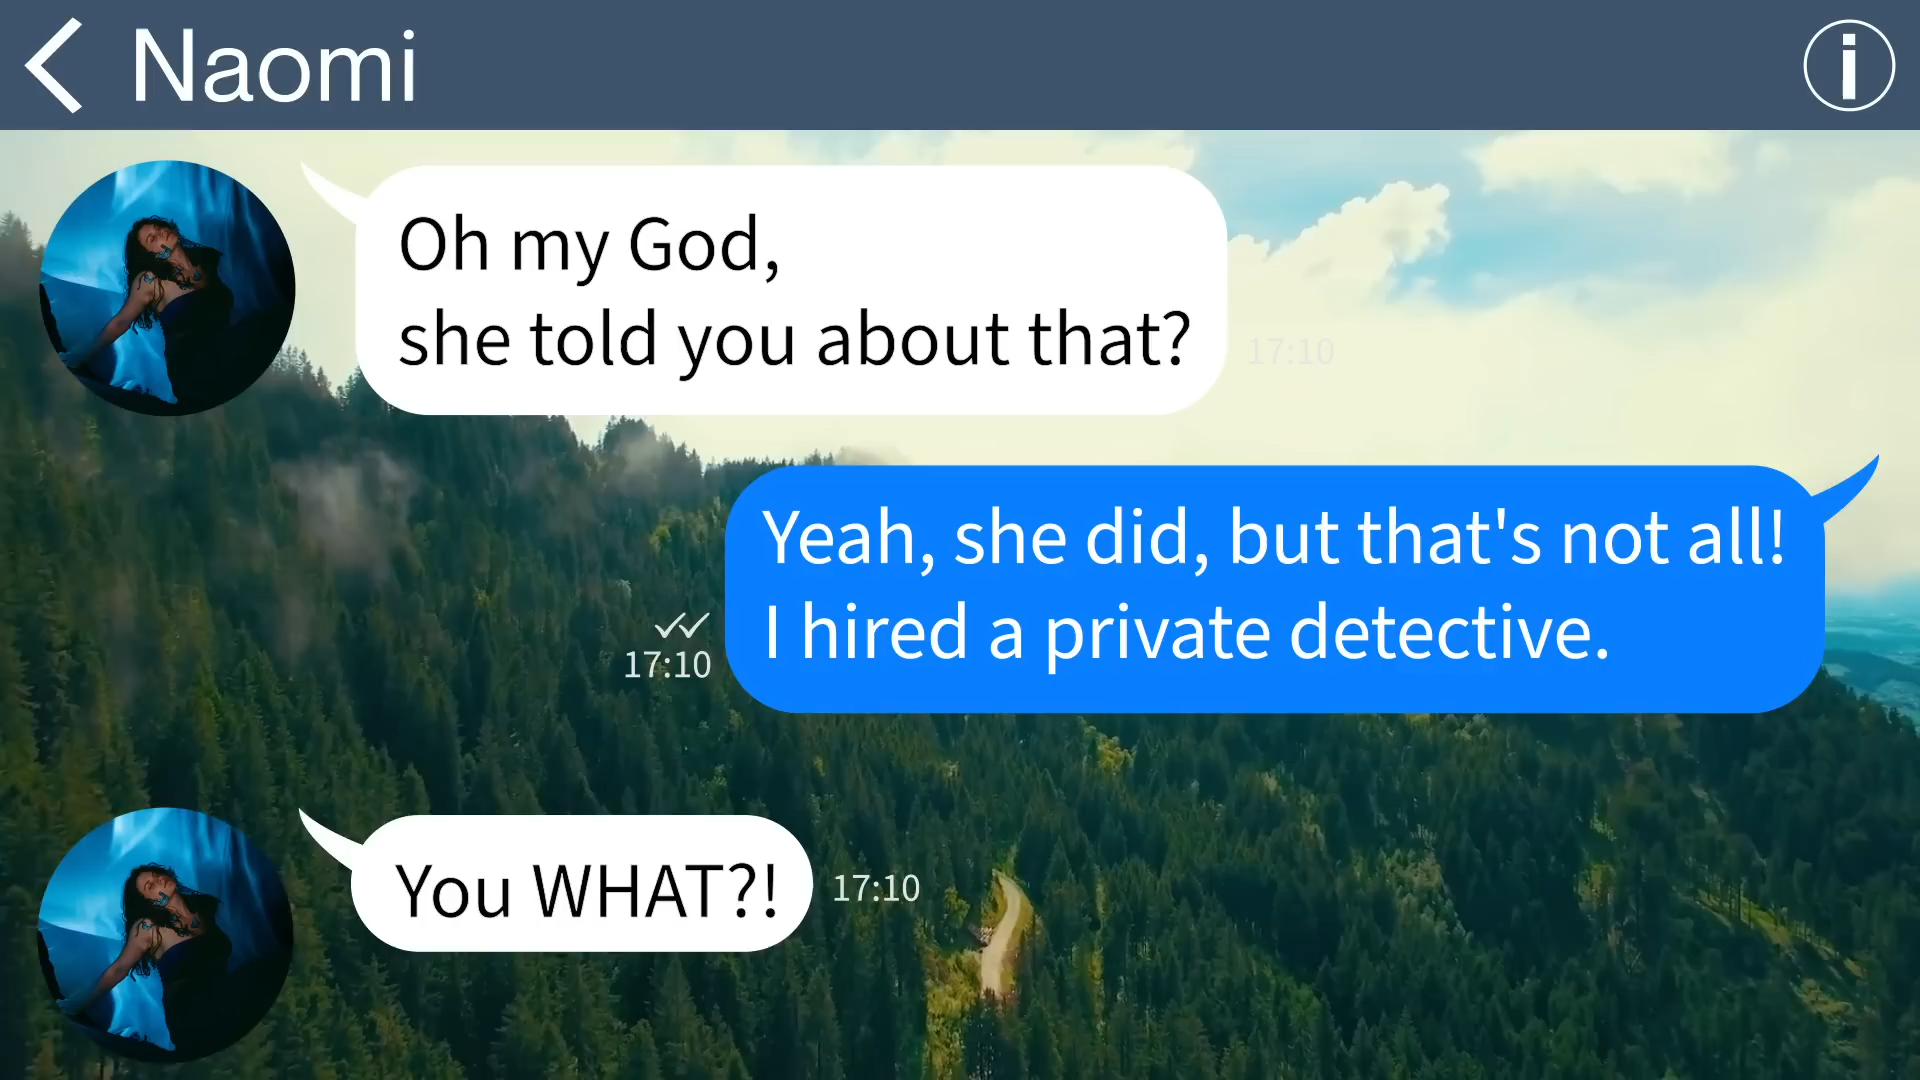 Naomi
Oh my God,
she told you about that?
17:10
Yeah, she did, but that's not all!
I hired a private detective.
17:10
You WHAT?!
17:10